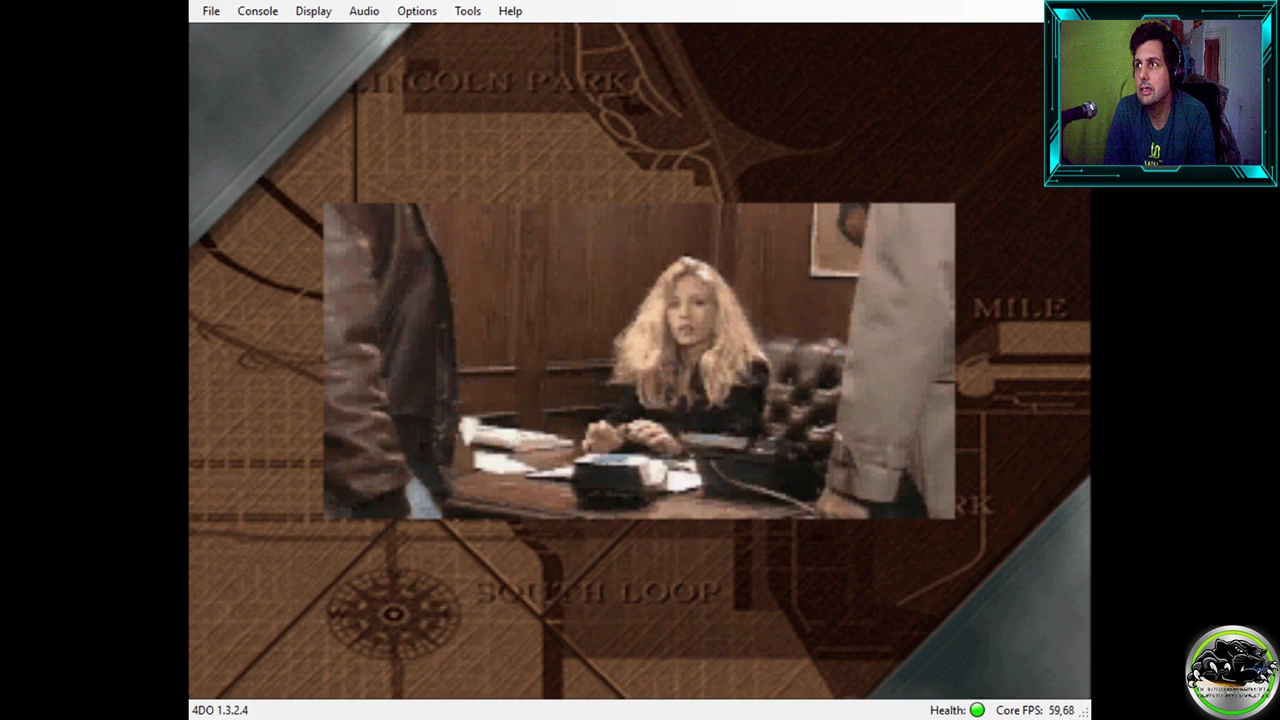 File Console Display Audio Options Tools Help
LINCOLN PARK
MILE
SOUTH LOOP
4DO 1.3.2.4
Health: Core FPS: 59,68